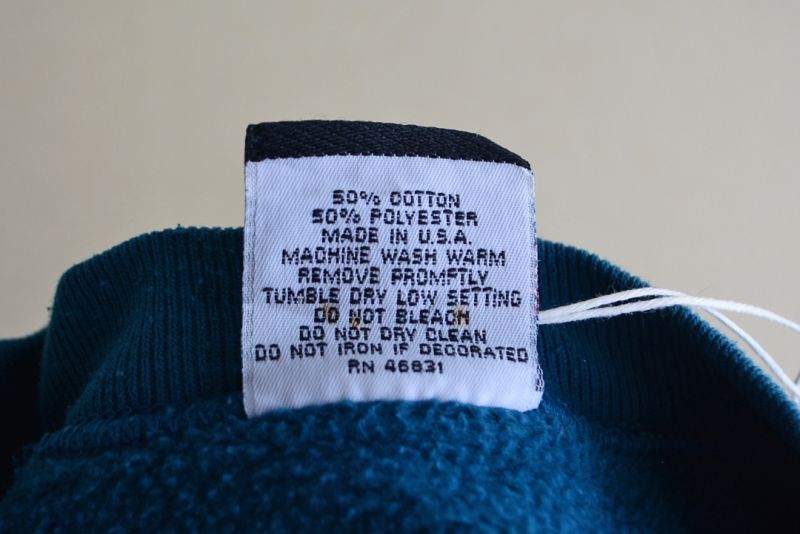 50% COTTON
50% POLYESTER
MADE IN U.S.A.
MACHINE WASH WARM
REMOVE PROMPTLY
TUMBLE DRY LOW SETTING
DO NOT BLEACH
DO NOT DRY CLEAN
DO NOT IRON IF DECORATED
RN 46831